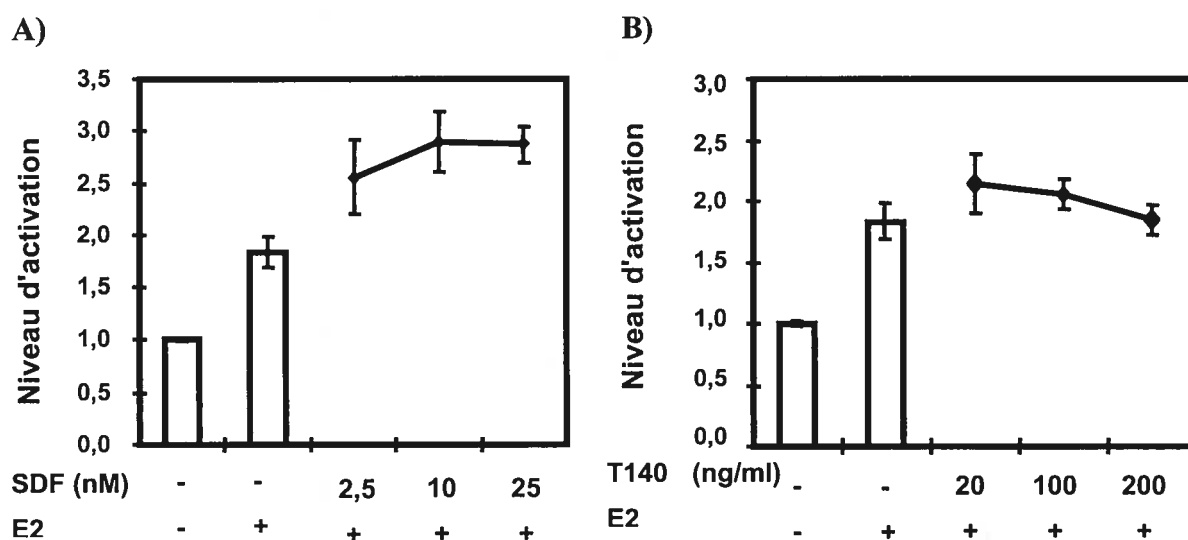 A)
Niveau d'activation
3,5
3,0
2,5
2,0
1,5
1,0
0,5
0,0
SDF (nM) - - 2,5 10 25
E2 - + + + +
B)
Niveau d'activation
3,0
2,5
2,0
1,5
1,0
0,5
0,0
T140 (ng/ml) - - 20 100 200
E2 - + + + +